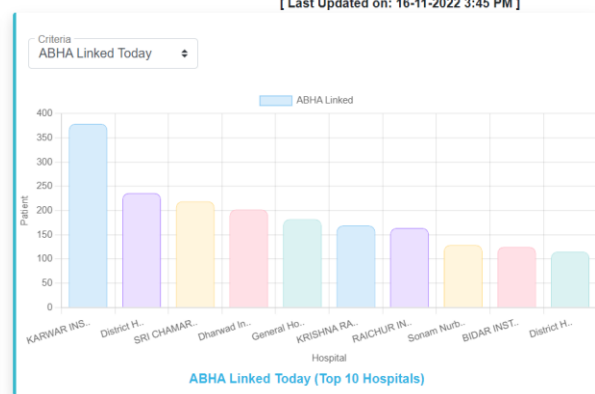 [ Last Updated on: 16-11-2022 3:45 PM ]
Criteria
ABHA Linked Today
ABHA Linked
400
350
300
250
200
150
100
50
0
Patient
KARWAR INS..
District H..
SRI CHAMAR..
Dharwad In..
General Ho..
KRISHNA RA..
RAICHUR IN..
Sonam Nurb..
BIDAR INST..
District H..
Hospital
ABHA Linked Today (Top 10 Hospitals)